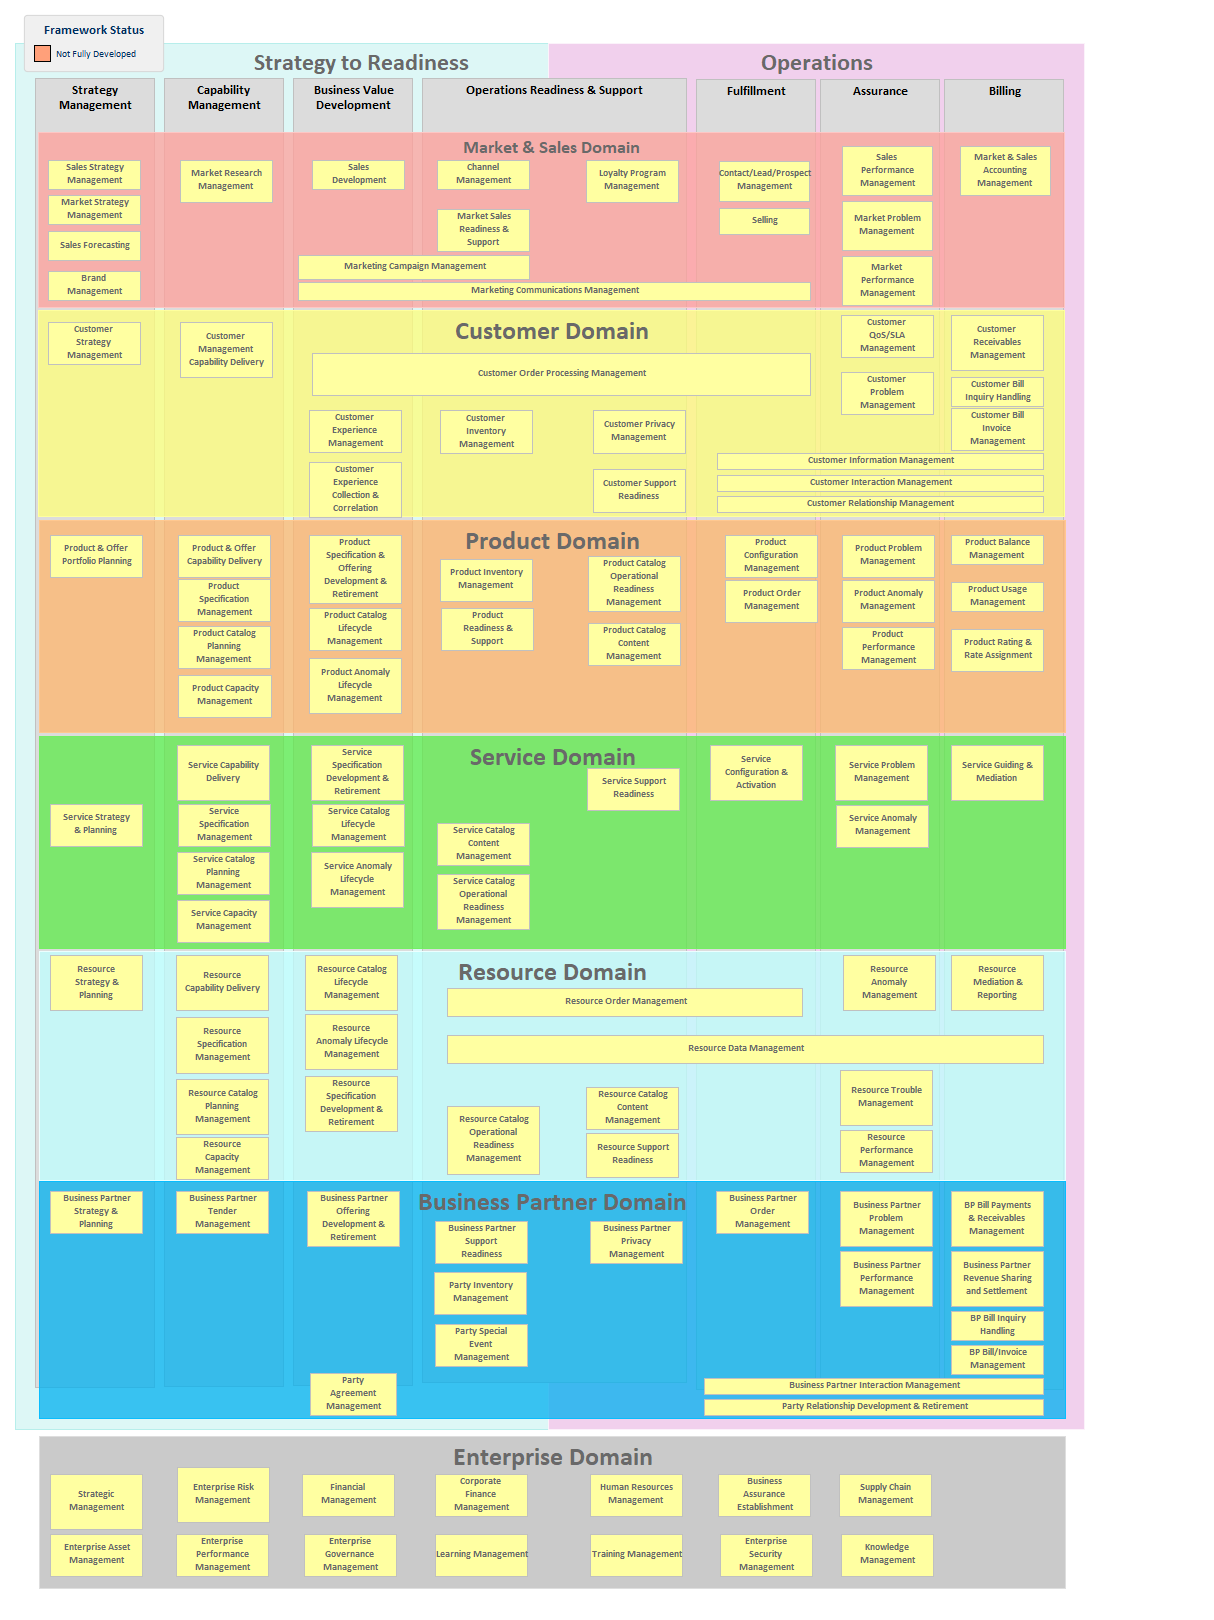 Framework Status
Not Fully Developed
Strategy to Readiness
Operations
Strategy
Management
Capability
Management
Business Value
Development
Operations Readiness & Support
Fulfillment
Assurance
Billing
Market & Sales Domain
Sales Strategy
Management
Market Strategy
Management
Sales Forecasting
Brand
Management
Market Research
Management
Sales
Development
Channel
Management
Loyalty Program
Management
Market Sales
Readiness &
Support
Marketing Campaign Management
Marketing Communications Management
Contact/Lead/Prospect
Management
Selling
Sales
Performance
Management
Market Problem
Management
Market
Performance
Management
Market & Sales
Accounting
Management
Customer Domain
Customer
Strategy
Management
Customer
Management
Capability Delivery
Customer Order Processing Management
Customer
Experience
Management
Customer
Experience
Collection &
Correlation
Customer
Inventory
Management
Customer Privacy
Management
Customer Support
Readiness
Customer
QoS/SLA
Management
Customer
Problem
Management
Customer
Receivables
Management
Customer Bill
Inquiry Handling
Customer Bill
Invoice
Management
Customer Information Management
Customer Interaction Management
Customer Relationship Management
Product Domain
Product & Offer
Portfolio Planning
Product & Offer
Capability Delivery
Product
Specification
Management
Product Catalog
Planning
Management
Product Capacity
Management
Product
Specification &
Offering
Development &
Retirement
Product Catalog
Lifecycle
Management
Product Anomaly
Lifecycle
Management
Product Inventory
Management
Product
Readiness &
Support
Product Catalog
Operational
Readiness
Management
Product Catalog
Content
Management
Product
Configuration
Management
Product Order
Management
Product Problem
Management
Product Anomaly
Management
Product
Performance
Management
Product Balance
Management
Product Usage
Management
Product Rating &
Rate Assignment
Service Domain
Service Strategy
& Planning
Service Capability
Delivery
Service
Specification
Management
Service Catalog
Planning
Management
Service Capacity
Management
Service
Specification
Development &
Retirement
Service Catalog
Lifecycle
Management
Service Anomaly
Lifecycle
Management
Service Support
Readiness
Service Catalog
Content
Management
Service Catalog
Operational
Readiness
Management
Service
Configuration &
Activation
Service Problem
Management
Service Anomaly
Management
Service Guiding &
Mediation
Resource Domain
Resource
Strategy &
Planning
Resource
Capability Delivery
Resource
Specification
Management
Resource Catalog
Planning
Management
Resource
Capacity
Management
Resource Catalog
Lifecycle
Management
Resource
Anomaly Lifecycle
Management
Resource
Specification
Development &
Retirement
Resource Order Management
Resource Data Management
Resource Catalog
Operational
Readiness
Management
Resource Catalog
Content
Management
Resource Support
Readiness
Resource
Anomaly
Management
Resource Trouble
Management
Resource
Performance
Management
Resource
Mediation &
Reporting
Business Partner Domain
Business Partner
Strategy &
Planning
Business Partner
Tender
Management
Business Partner
Offering
Development &
Retirement
Party
Agreement
Management
Business Partner
Support
Readiness
Party Inventory
Management
Party Special
Event
Management
Business Partner
Privacy
Management
Business Partner
Order
Management
Business Partner
Problem
Management
Business Partner
Performance
Management
BP Bill Payments
& Receivables
Management
Business Partner
Revenue Sharing
and Settlement
BP Bill Inquiry
Handling
BP Bill/Invoice
Management
Business Partner Interaction Management
Party Relationship Development & Retirement
Enterprise Domain
Strategic
Management
Enterprise Risk
Management
Financial
Management
Corporate
Finance
Management
Human Resources
Management
Business
Assurance
Establishment
Supply Chain
Management
Enterprise Asset
Management
Enterprise
Performance
Management
Enterprise
Governance
Management
Learning Management
Training Management
Enterprise
Security
Management
Knowledge
Management